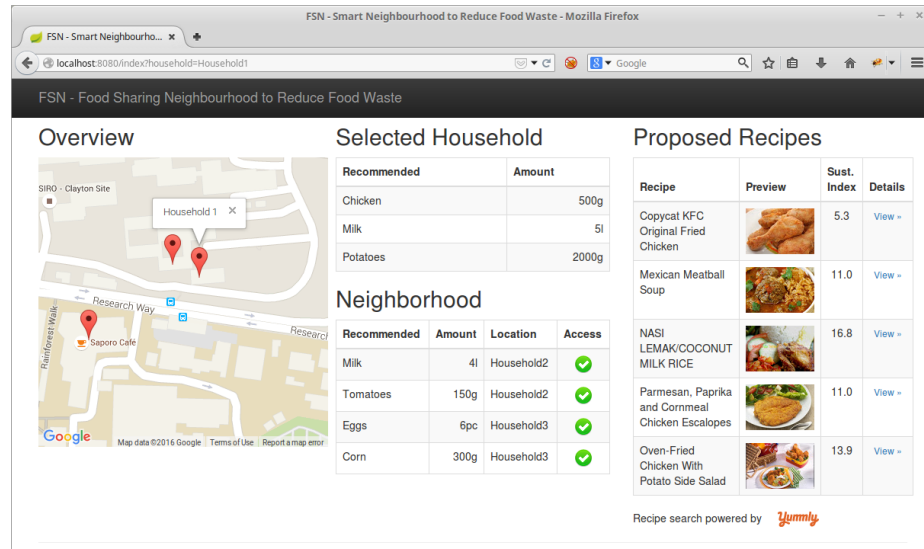 FSN - Smart Neighbourhood to Reduce Food Waste - Mozilla Firefox
FSN - Smart Neighbourho...
localhost:8080/index?household=Household1
Google
FSN - Food Sharing Neighbourhood to Reduce Food Waste
Overview
SIRO - Clayton Site
Household 1
Research Way
Research
Rainforest Walk
Saporo Café
Google
Map data ©2016 Google
Terms of Use
Report a map error
Selected Household
Recommended Amount
Chicken 500g
Milk 5l
Potatoes 2000g
Neighborhood
Recommended Amount Location Access
Milk 4l Household2
Tomatoes 150g Household2
Eggs 6pc Household3
Corn 300g Household3
Proposed Recipes
Recipe Preview Sust. Index Details
Copycat KFC
Original Fried
Chicken
5.3 View »
Mexican Meatball
Soup
11.0 View »
NASI
LEMAK/COCONUT
MILK RICE
16.8 View »
Parmesan, Paprika
and Cornmeal
Chicken Escalopes
11.0 View »
Oven-Fried
Chicken With
Potato Side Salad
13.9 View »
Recipe search powered by Yummly